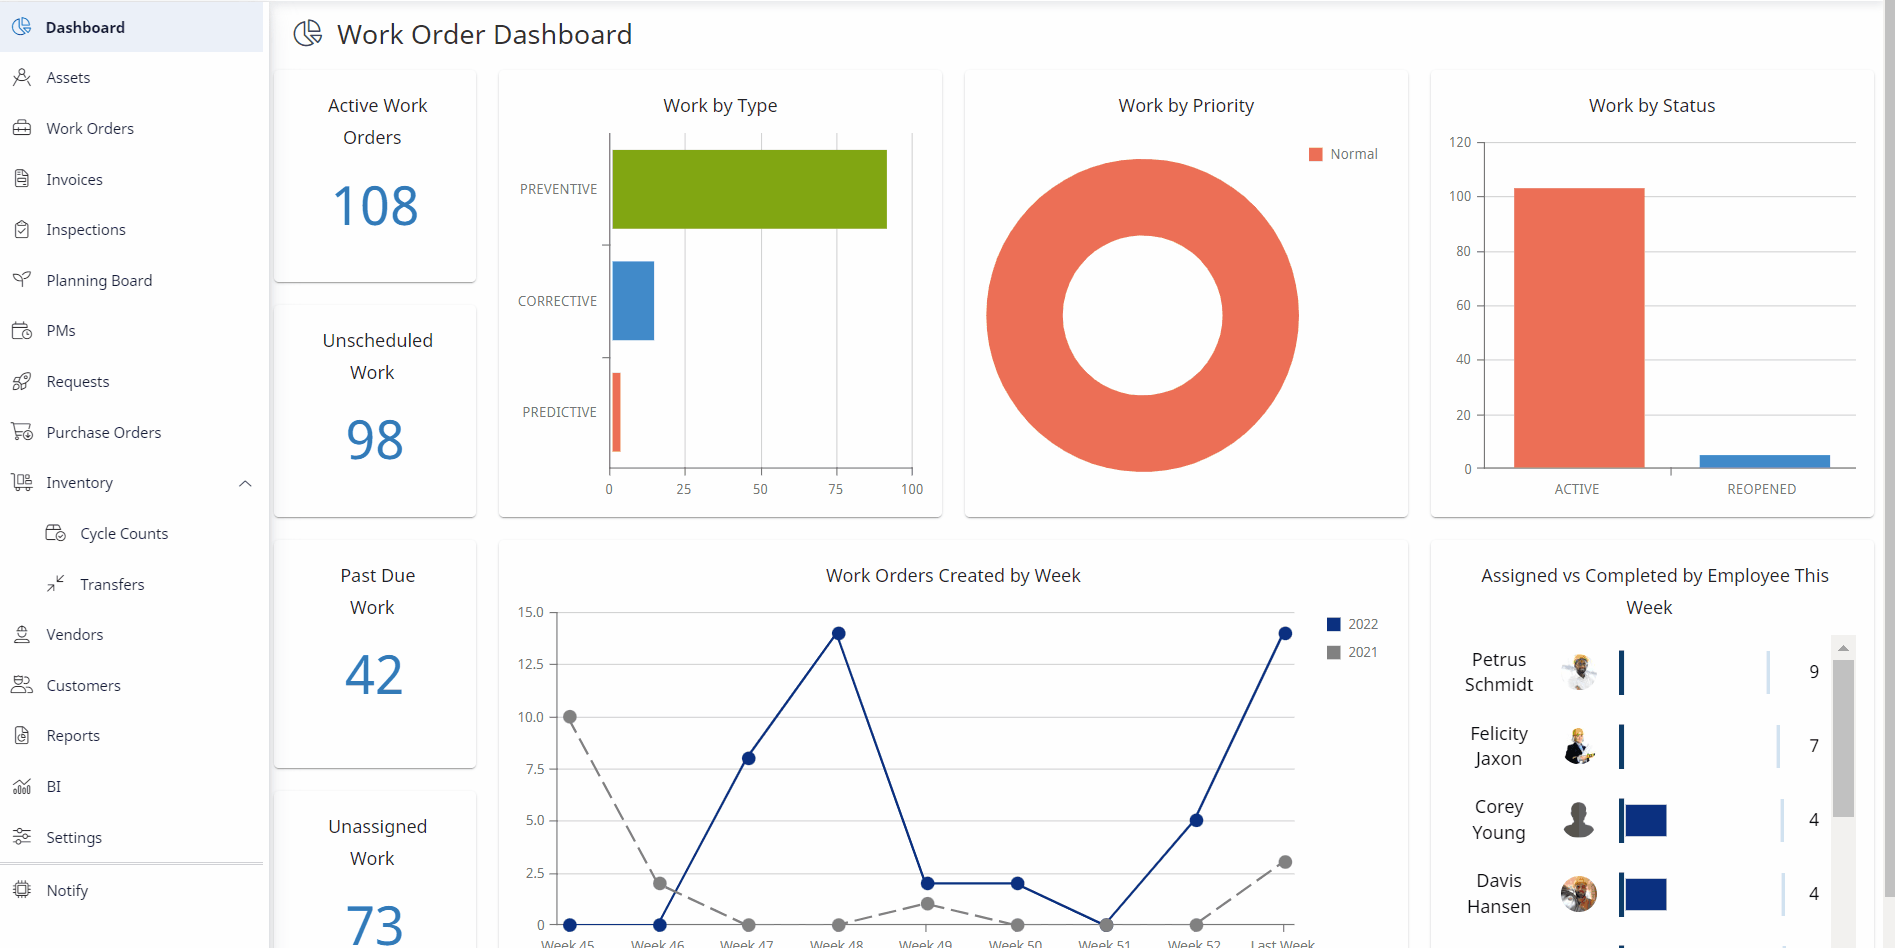 Dashboard
Assets
Work Orders
Invoices
Inspections
Planning Board
PMs
Requests
Purchase Orders
Inventory
Cycle Counts
Transfers
Vendors
Customers
Reports
BI
Settings
Notify
Work Order Dashboard
Active Work
Orders
108
Unscheduled
Work
98
Past Due
Work
42
Unassigned
Work
73
Work by Type
PREVENTIVE
CORRECTIVE
PREDICTIVE
0 25 50 75 100
Work by Priority
Normal
Work by Status
120
100
80
60
40
20
0
ACTIVE REOPENED
Work Orders Created by Week
15.0
12.5
10.0
7.5
5.0
2.5
0
Week 45 Week 46 Week 47 Week 48 Week 49 Week 50 Week 51 Week 52 Last Week
2022
2021
Assigned vs Completed by Employee This
Week
Petrus
Schmidt
9
Felicity
Jaxon
7
Corey
Young
4
Davis
Hansen
4